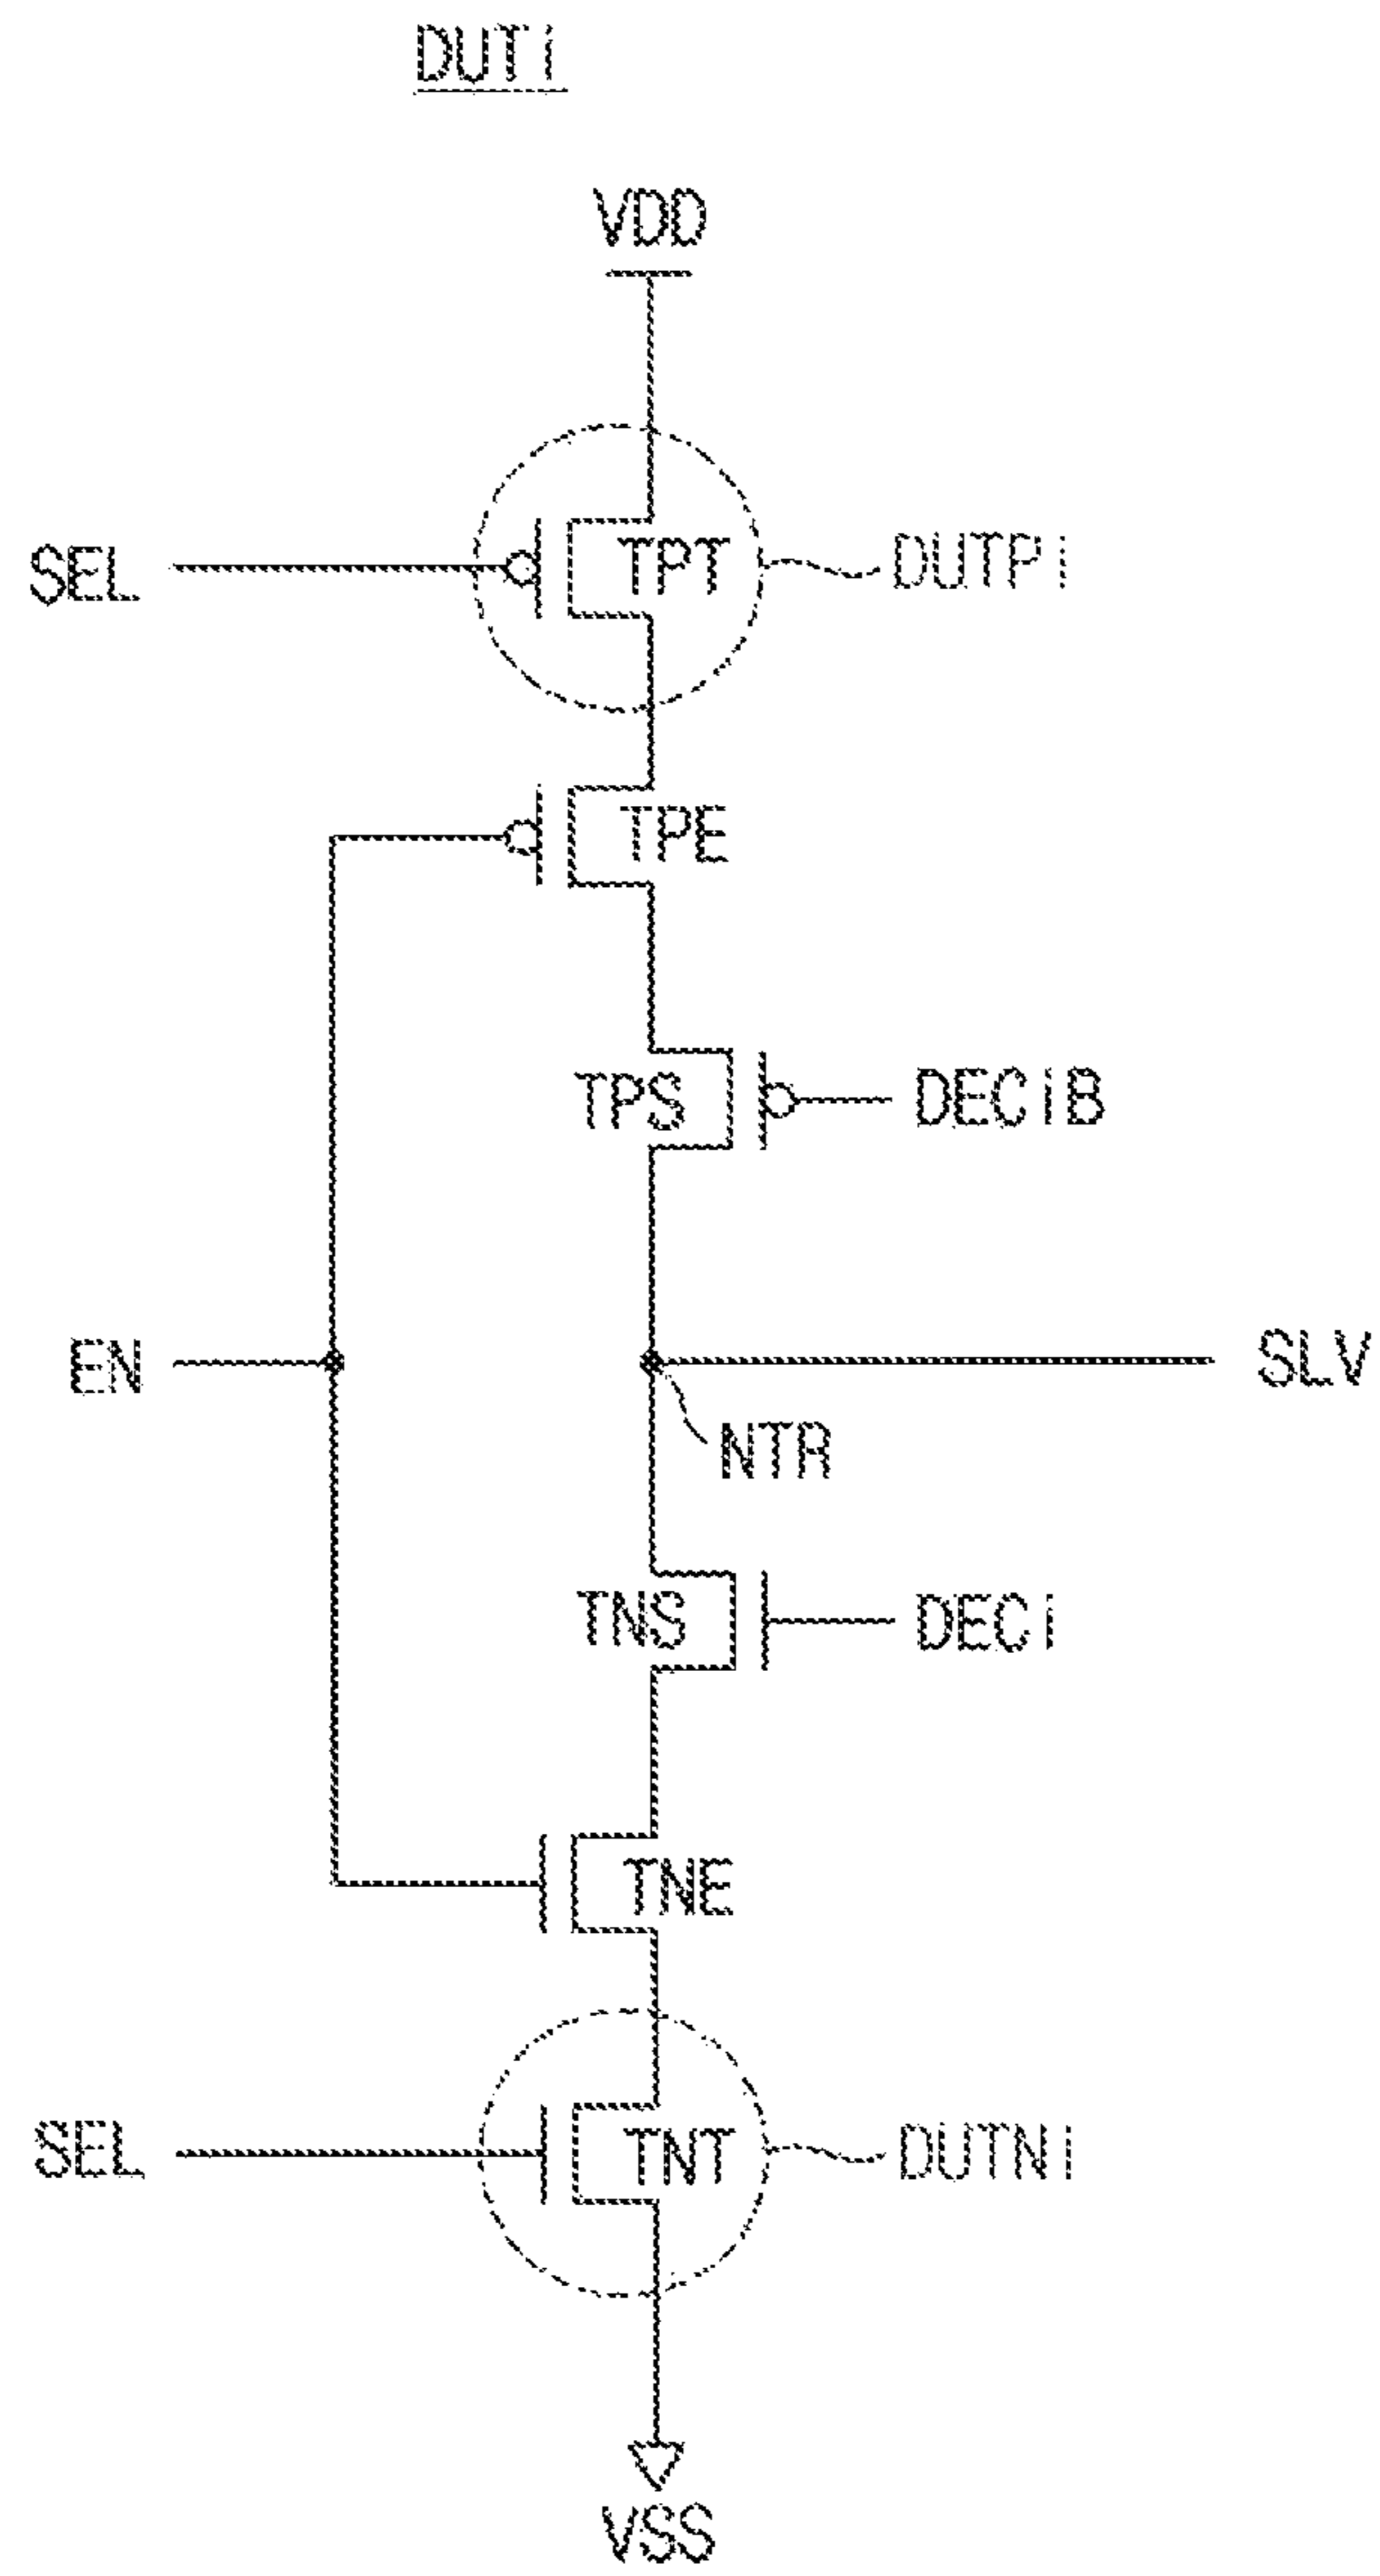 DUTi
VDD
SEL
TPT
DUTPi
TPE
TPS
DECiB
EN
SLV
NTR
TNS
DECi
TNE
SEL
TNT
DUTNi
VSS